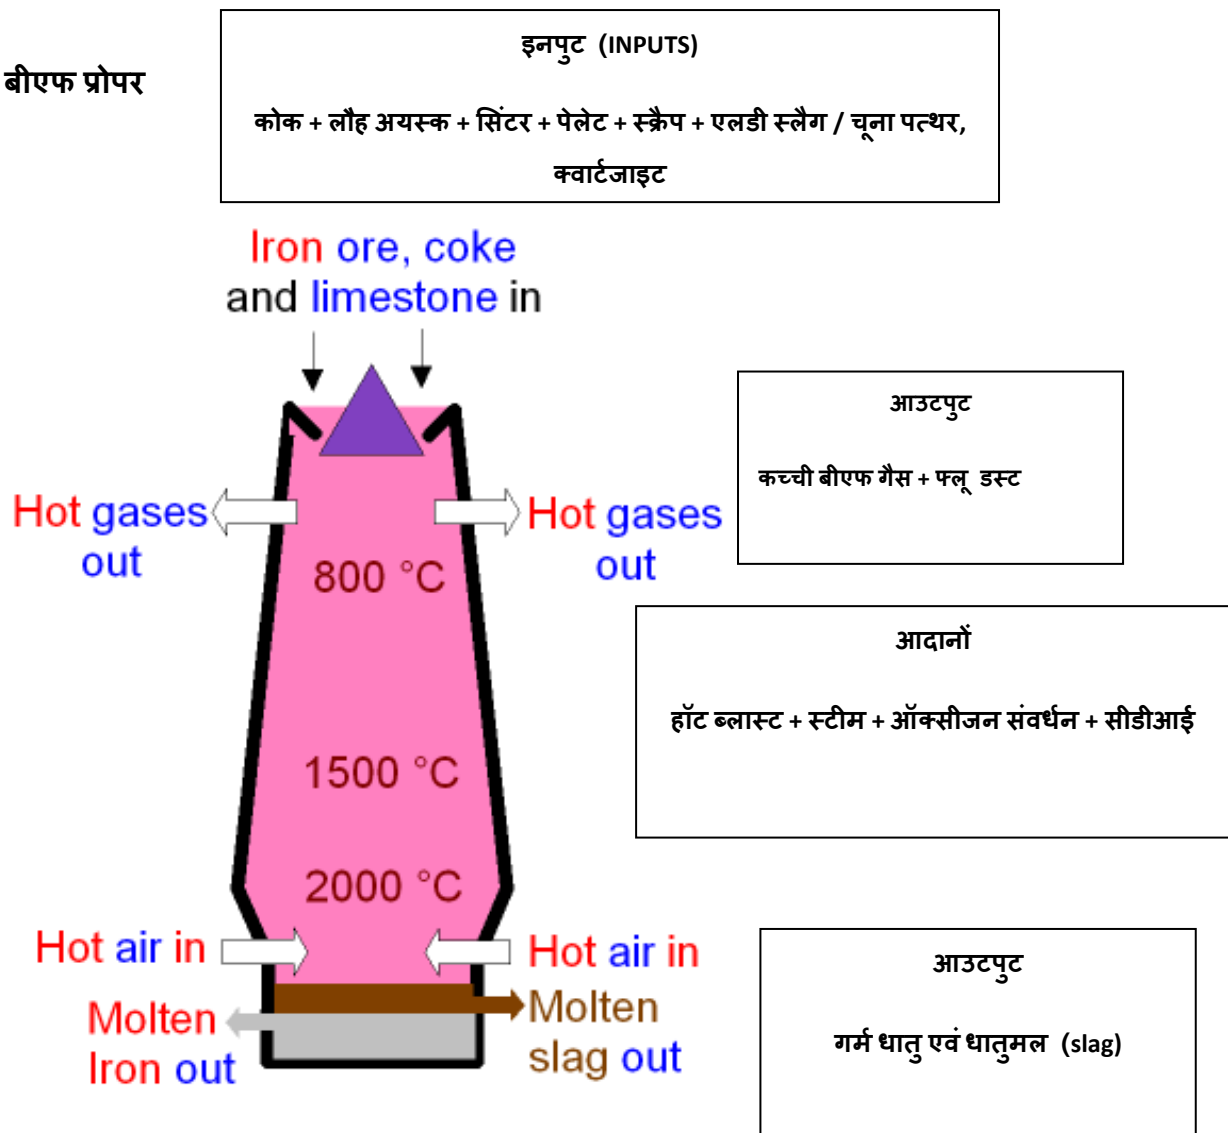 बीएफ प्रोपर
इनपुट (INPUTS)
कोक + लौह अयस्क + सिंटर + पेलेट + स्क्रैप + एलडी स्लैग / चूना पत्थर,
क्वार्टजाइट
Iron ore, coke
and limestone in
आउटपुट
कच्ची बीएफ गैस + फ्लू डस्ट
Hot gases
out
Hot gases
out
800 °C
आदानों
हॉट ब्लास्ट + स्टीम + ऑक्सीजन संवर्धन + सीडीआई
1500 °C
2000 °C
Hot air in
Hot air in
आउटपुट
गर्म धातु एवं धातुमल (slag)
Molten
Iron out
Molten
slag out